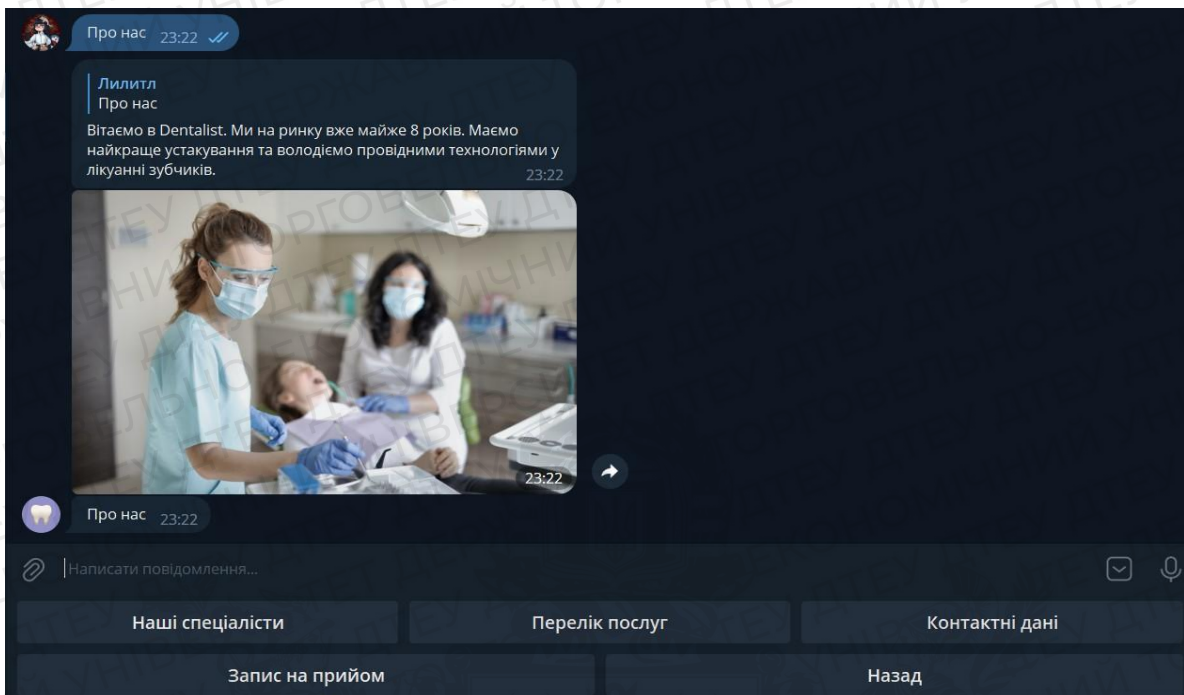 Про нас 23:22
Лилитл
Про нас
Вітаємо в Dentalist. Ми на ринку вже майже 8 років. Маємо
найкраще устакування та володіємо провідними технологіями у
лікуанні зубчиків. 23:22
23:22
Про нас 23:22
Написати повідомлення...
Наші спеціалісти Перелік послуг Контактні дані
Запис на прийом Назад